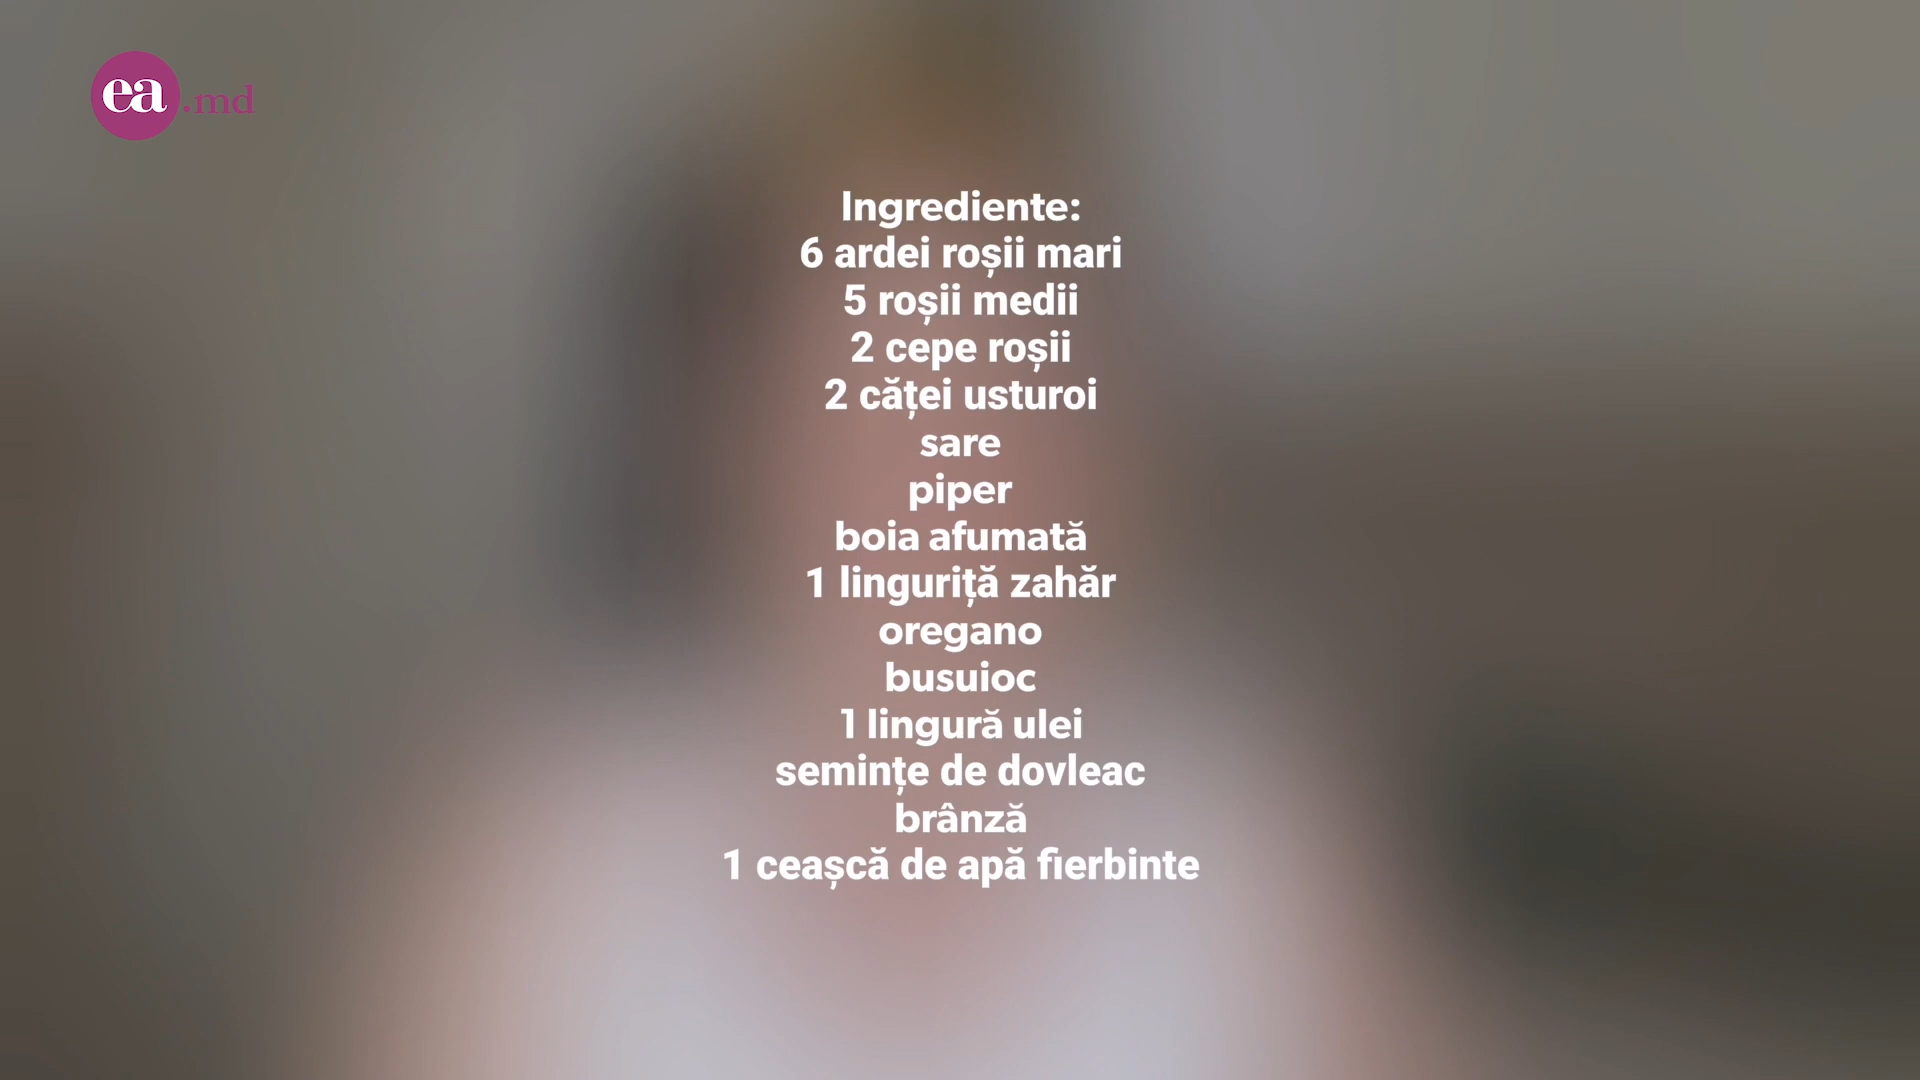 ea.md
Ingrediente:
6 ardei roșii mari
5 roșii medii
2 cepe roșii
2 căței usturoi
sare
piper
boia afumată
1 linguriță zahăr
oregano
busuioc
1 lingură ulei
semințe de dovleac
brânză
1 ceașcă de apă fierbinte